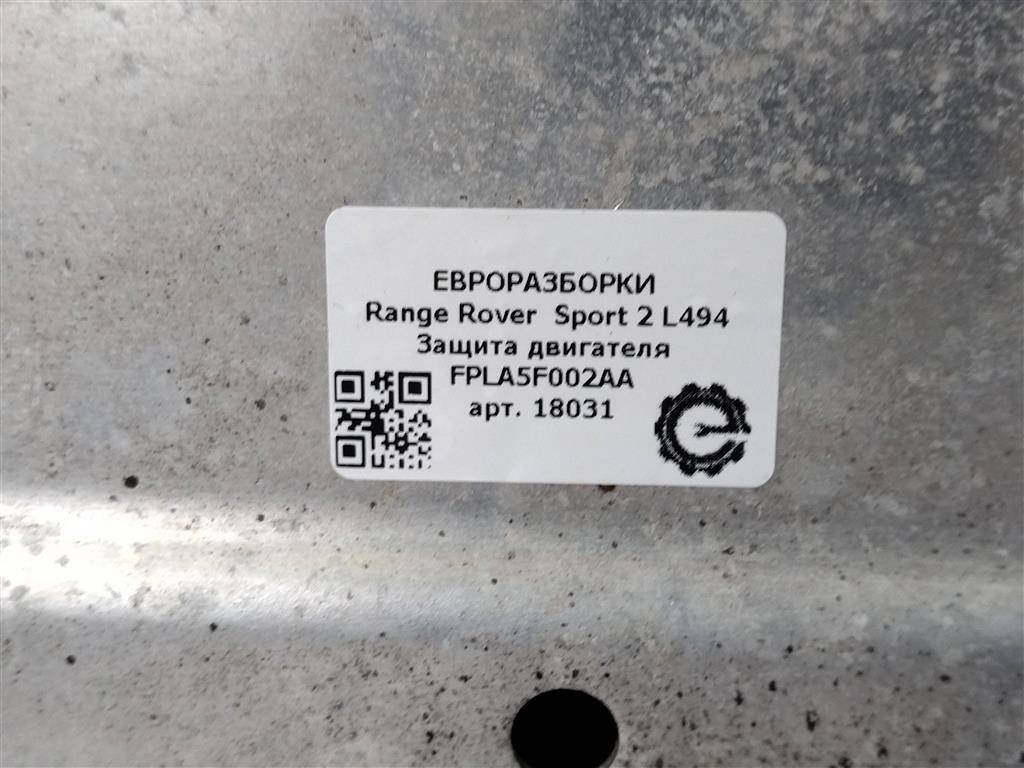 ЕВРОРАЗБОРКИ
Range Rover  Sport 2 L494
Защита двигателя
FPLA5F002AA
арт. 18031